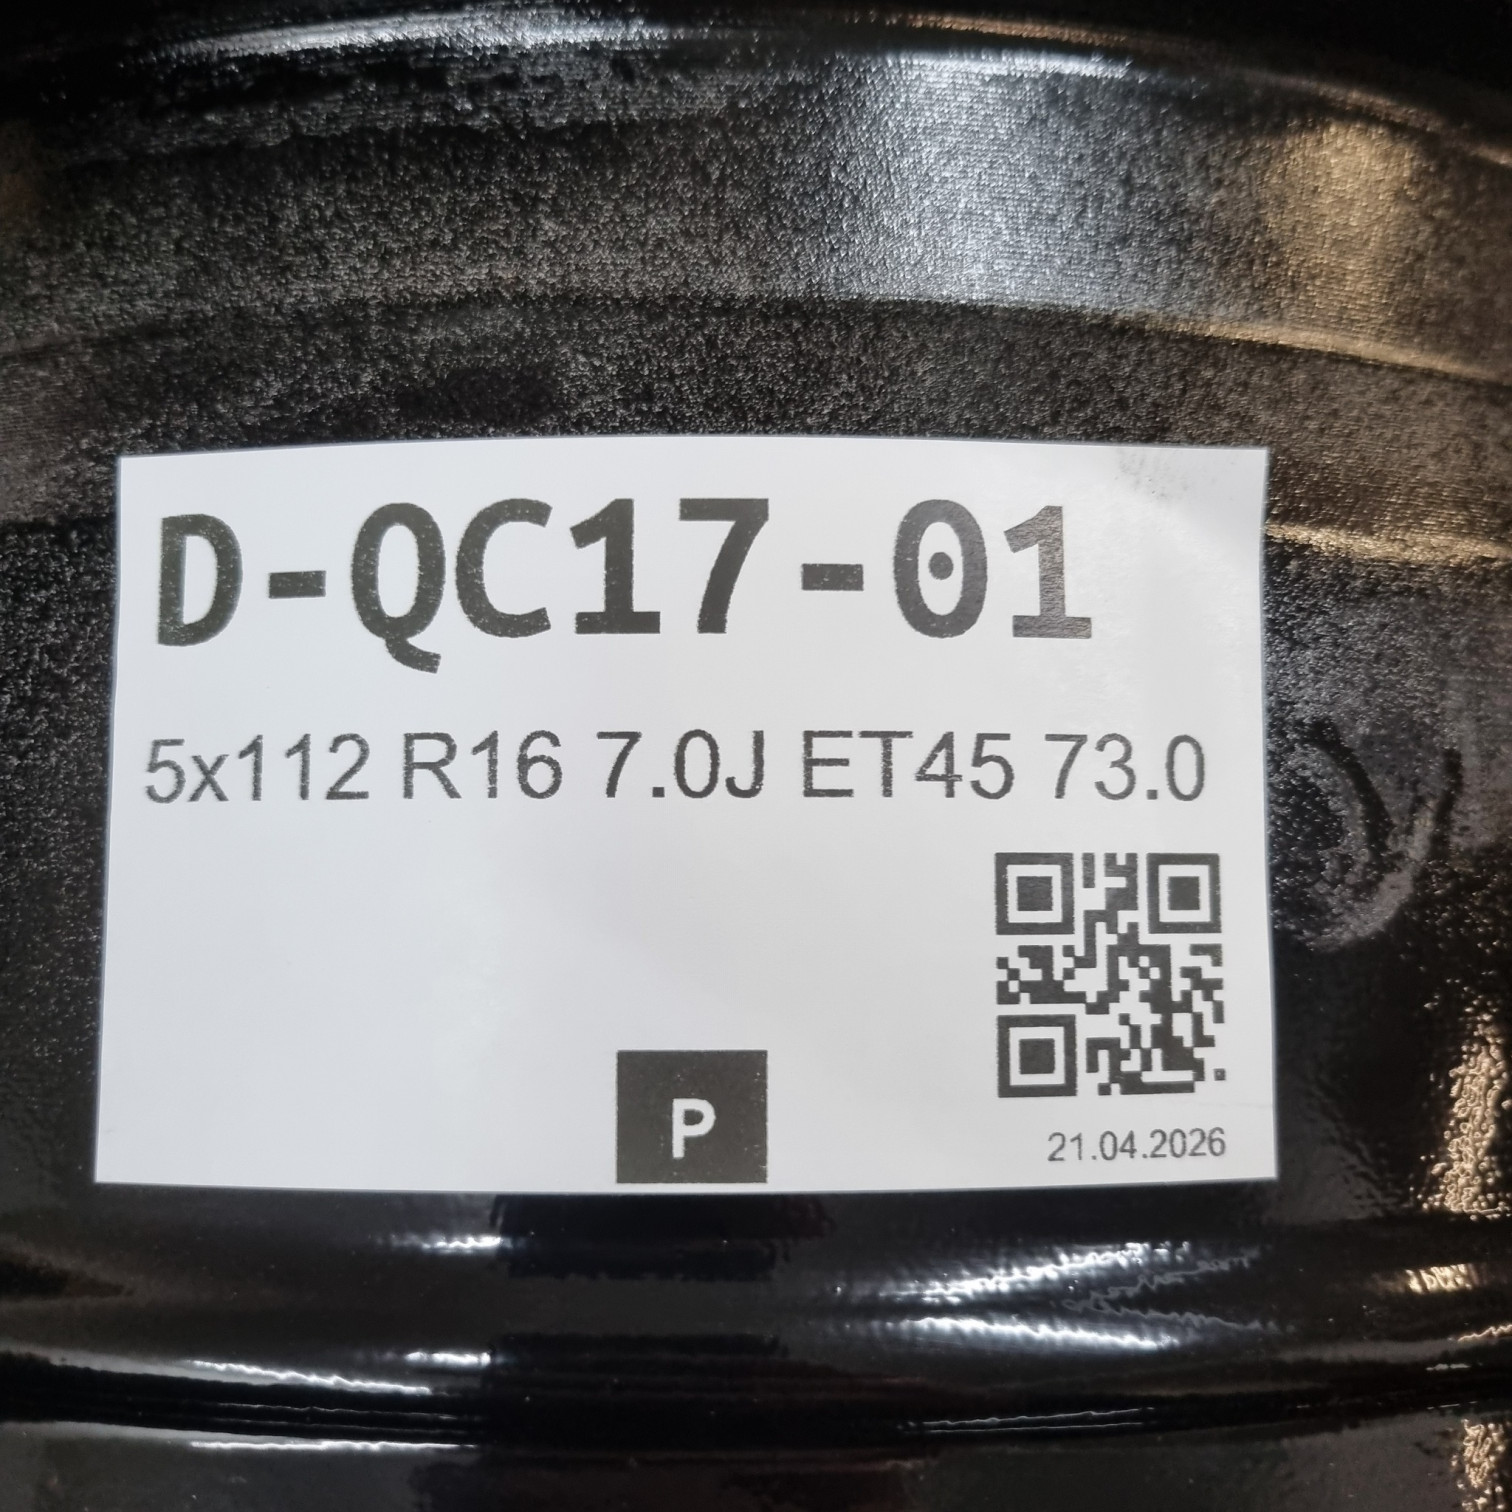 D-QC17-01
5x112 R16 7.0J ET45 73.0
P
21.04.2026